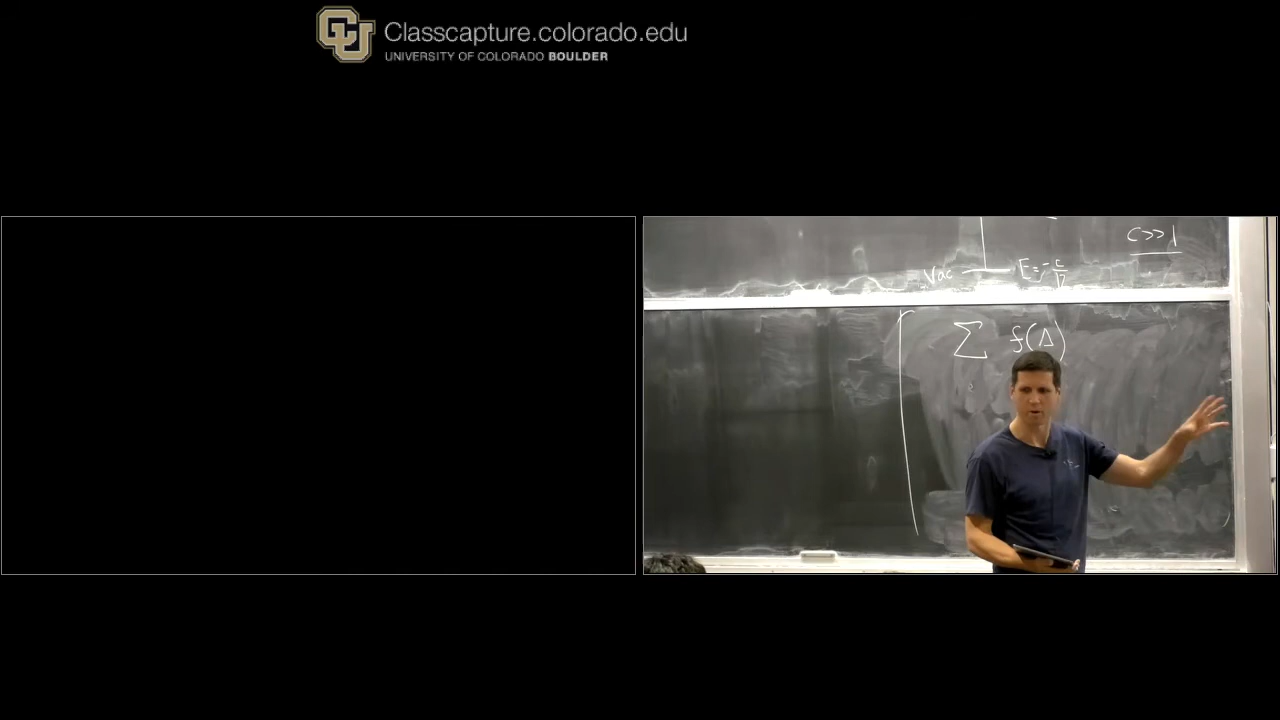 Classcapture.colorado.edu
UNIVERSITY OF COLORADO BOULDER
c>>1
Vac E=-c/12
Σ f(Δ)